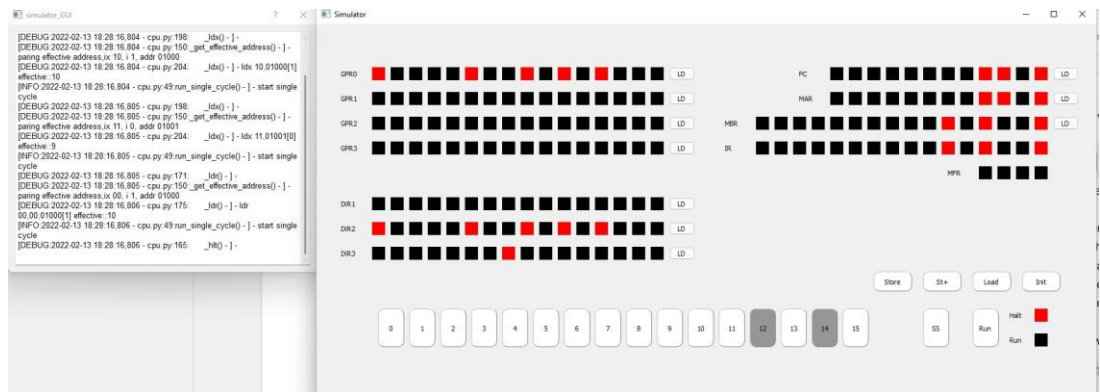 simulator_GUI
?
[DEBUG:2022-02-13 18:28:16,804 - cpu.py:198: _ldx() - ] -
[DEBUG:2022-02-13 18:28:16,804 - cpu.py:150:_get_effective_address() - ] -
paring effective address,ix 10, i 1, addr 01000
[DEBUG:2022-02-13 18:28:16,804 - cpu.py:204: _ldx() - ] - ldx 10,01000[1]
effective::10
[INFO:2022-02-13 18:28:16,804 - cpu.py:49:run_single_cycle() - ] - start single
cycle
[DEBUG:2022-02-13 18:28:16,805 - cpu.py:198: _ldx() - ] -
[DEBUG:2022-02-13 18:28:16,805 - cpu.py:150:_get_effective_address() - ] -
paring effective address,ix 11, i 0, addr 01001
[DEBUG:2022-02-13 18:28:16,805 - cpu.py:204: _ldx() - ] - ldx 11,01001[0]
effective::9
[INFO:2022-02-13 18:28:16,805 - cpu.py:49:run_single_cycle() - ] - start single
cycle
[DEBUG:2022-02-13 18:28:16,805 - cpu.py:171: _ldr() - ] -
[DEBUG:2022-02-13 18:28:16,805 - cpu.py:150:_get_effective_address() - ] -
paring effective address,ix 00, i 1, addr 01000
[DEBUG:2022-02-13 18:28:16,806 - cpu.py:175: _ldr() - ] - ldr
00,00,01000[1] effective::10
[INFO:2022-02-13 18:28:16,806 - cpu.py:49:run_single_cycle() - ] - start single
cycle
[DEBUG:2022-02-13 18:28:16,806 - cpu.py:165: _hlt() - ] -
Simulator
GPR0 LD PC LD
GPR1 LD MAR LD
GPR2 LD MBR LD
GPR3 LD IR
MFR
IXR1 LD
IXR2 LD
IXR3 LD
Store St+ Load Init
0 1 2 3 4 5 6 7 8 9 10 11 12 13 14 15 SS Run
Halt
Run